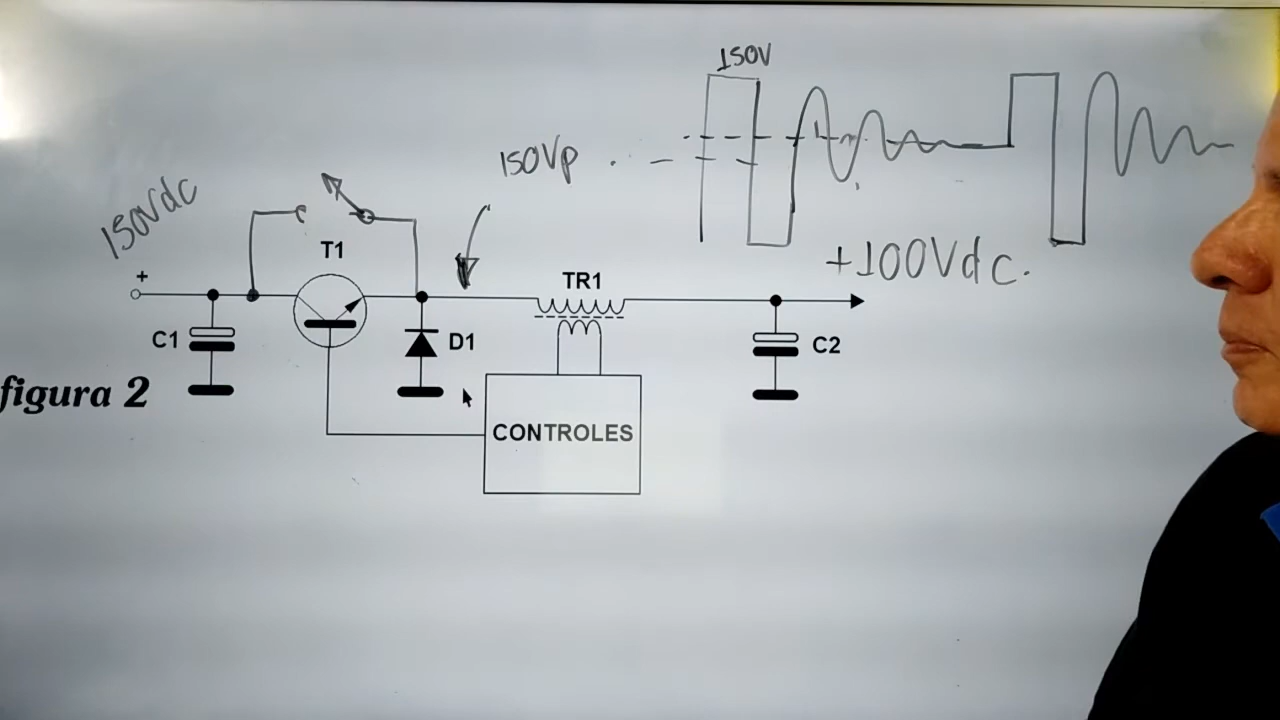 150V
150Vp
150Vdc
T1
+100Vdc.
+
TR1
C1
D1
C2
figura 2
CONTROLES